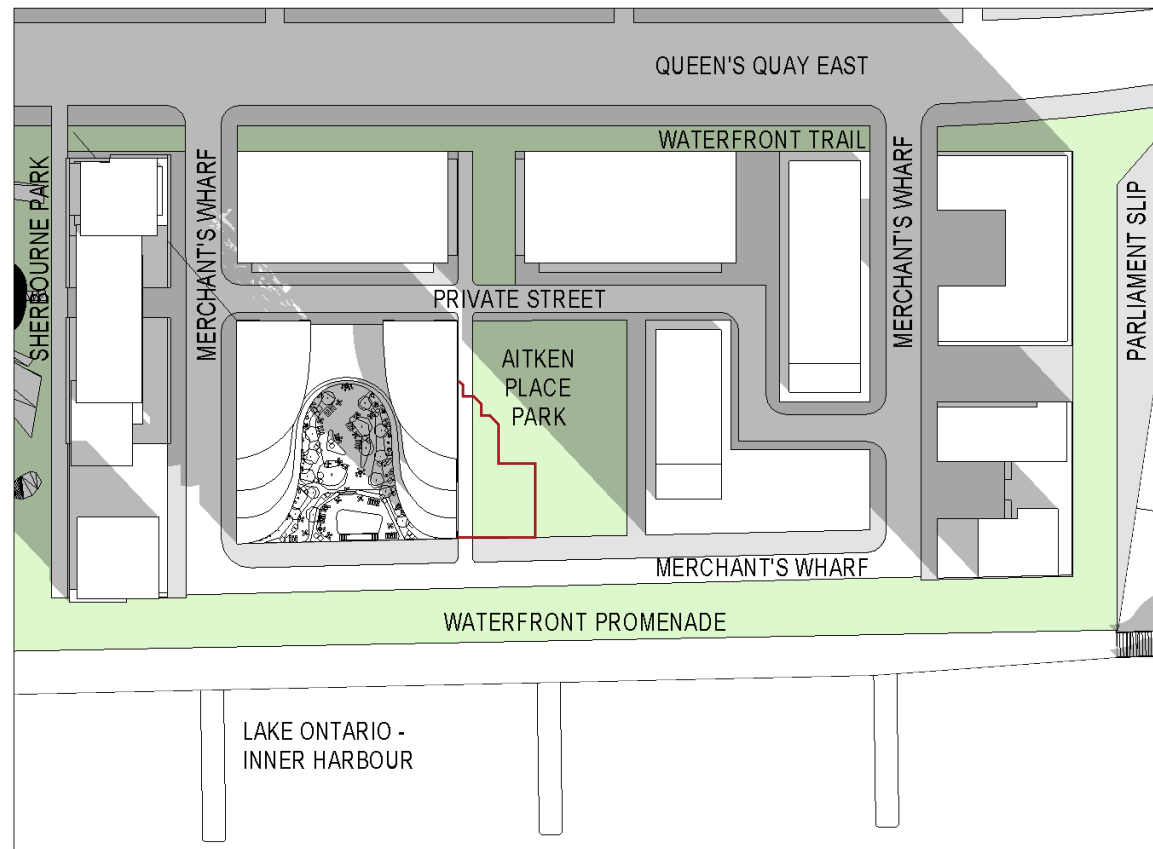 QUEEN'S QUAY EAST
WATERFRONT TRAIL
SHERBOURNE PARK
MERCHANT'S WHARF
MERCHANT'S WHARF
PARLIAMENT SLIP
PRIVATE STREET
AITKEN
PLACE
PARK
MERCHANT'S WHARF
WATERFRONT PROMENADE
LAKE ONTARIO -
INNER HARBOUR